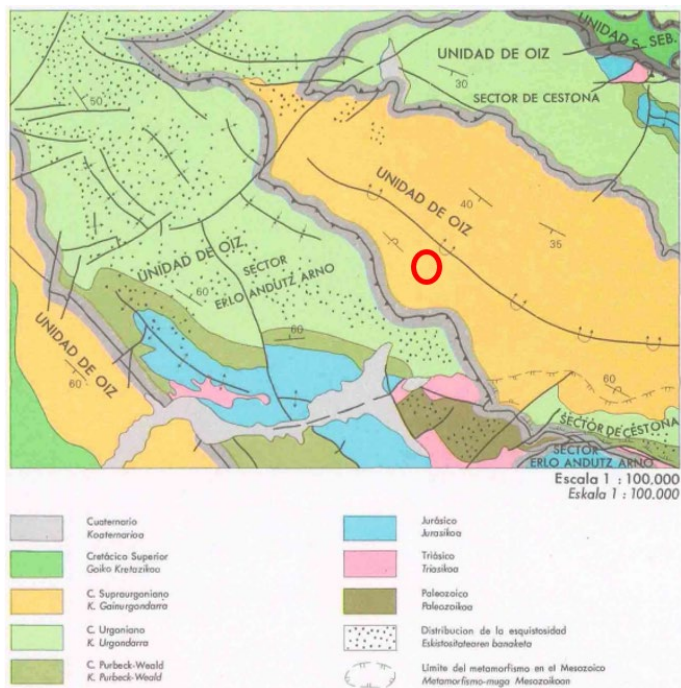 UNIDAD S. SEB.
UNIDAD DE OIZ
30
SECTOR DE CESTONA
50
UNIDAD DE OIZ
40
35
UNIDAD DE OIZ
SECTOR
ERLO ANDUTZ ARNO
60
60
UNIDAD DE OIZ
60
60
SECTOR DE CÉSTONA
SECTOR
ERLO ANDUTZ ARNO
Escala 1 : 100.000
Eskala 1 : 100.000
Cuaternario
Koaternarioa
Cretácico Superior
Goiko Kretazikoa
C. Supraurgoniano
K. Gainurgondarra
C. Urgoniano
K. Urgondarra
C. Purbeck-Weald
K. Purbeck-Weald
Jurásico
Jurasikoa
Triásico
Triasikoa
Paleozoico
Paleozoikoa
Distribucion de la esquistosidad
Eskistositatearen banaketa
Limite del metamorfismo en el Mesozoico
Metamorfismo-muga Mesozoikoan